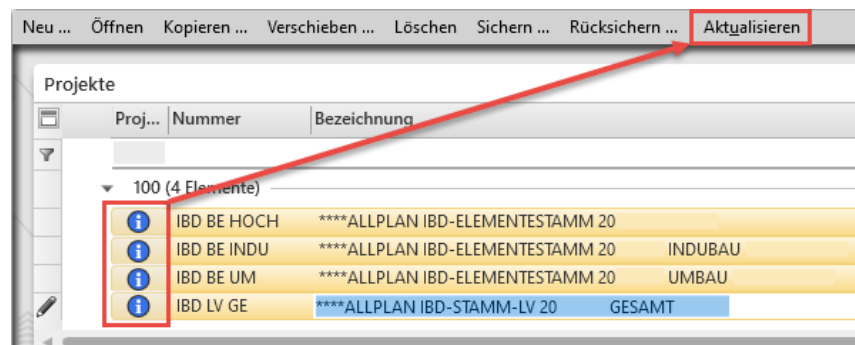 Neu ... Öffnen Kopieren ... Verschieben ... Löschen Sichern ... Rücksichern ... Aktualisieren
Projekte
Proj... Nummer Bezeichnung
100 (4 Elemente)
IBD BE HOCH ****ALLPLAN IBD-ELEMENTESTAMM 20
IBD BE INDU ****ALLPLAN IBD-ELEMENTESTAMM 20 INDUBAU
IBD BE UM ****ALLPLAN IBD-ELEMENTESTAMM 20 UMBAU
IBD LV GE ****ALLPLAN IBD-STAMM-LV 20 GESAMT